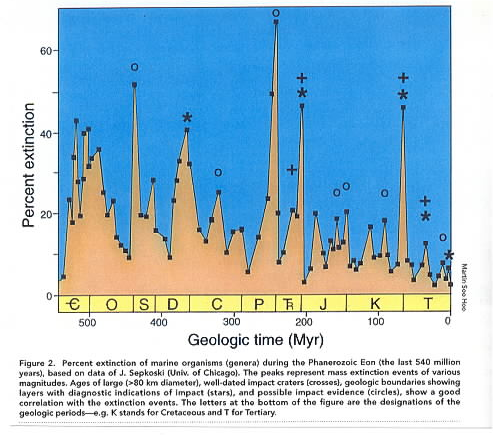 60
40
20
0
Percent extinction
Є O S D C P Ꞇ J K T
500 400 300 200 100 0
Geologic time (Myr)
Martin Soo Hoo
Figure 2. Percent extinction of marine organisms (genera) during the Phanerozoic Eon (the last 540 million
years), based on data of J. Sepkoski (Univ. of Chicago). The peaks represent mass extinction events of various
magnitudes. Ages of large (>80 km diameter), well-dated impact craters (crosses), geologic boundaries showing
layers with diagnostic indications of impact (stars), and possible impact evidence (circles), show a good
correlation with the extinction events. The letters at the bottom of the figure are the designations of the
geologic periods—e.g. K stands for Cretaceous and T for Tertiary.